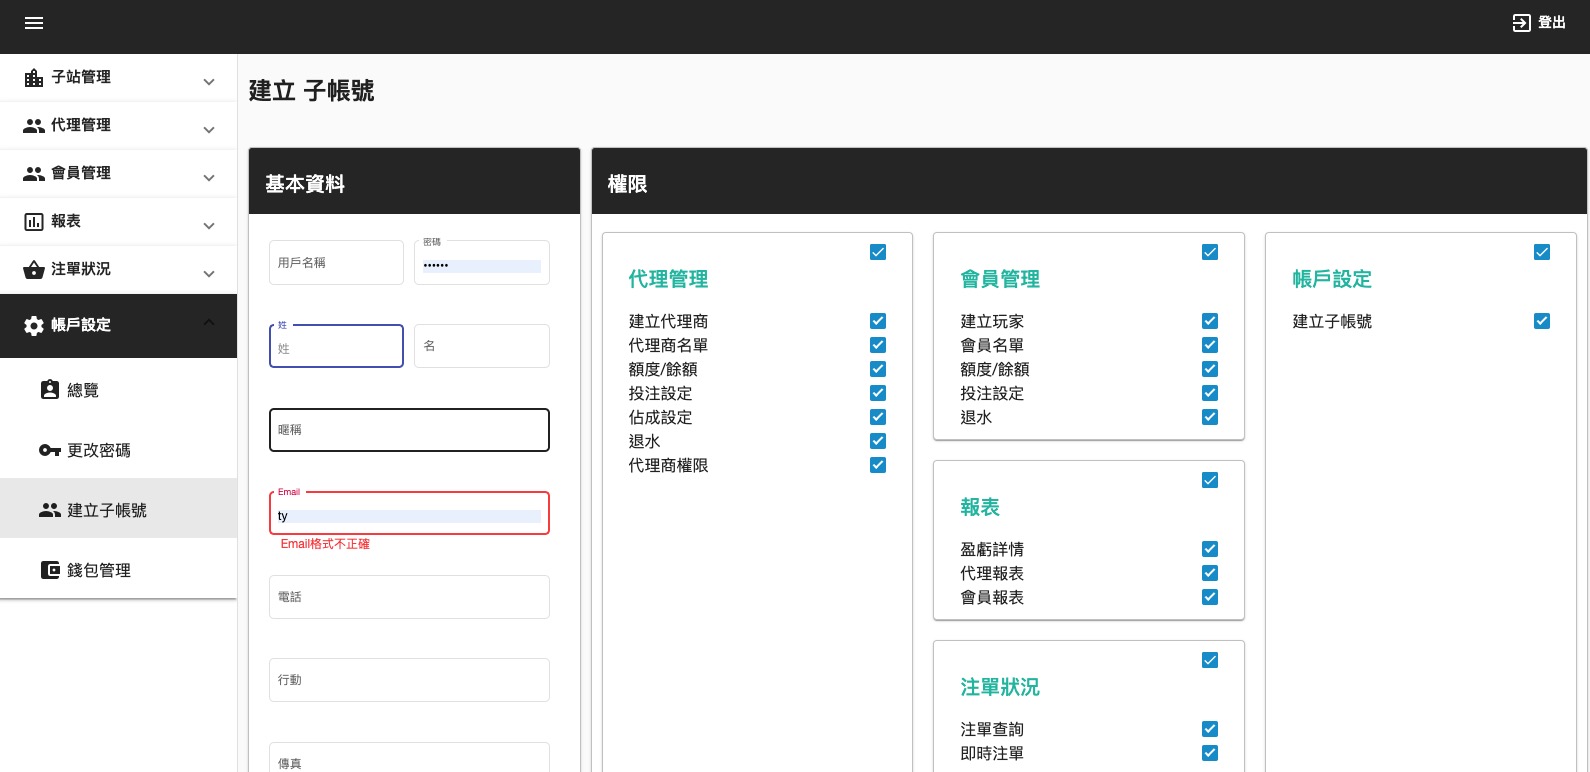 登出
子站管理
代理管理
會員管理
報表
注單狀況
帳戶設定
總覽
更改密碼
建立子帳號
錢包管理
建立 子帳號
基本資料
用戶名稱
密碼
••••••
姓
姓
名
暱稱
Email
ty
Email格式不正確
電話
行動
傳真
權限
代理管理
建立代理商
代理商名單
額度/餘額
投注設定
佔成設定
退水
代理商權限
會員管理
建立玩家
會員名單
額度/餘額
投注設定
退水
報表
盈虧詳情
代理報表
會員報表
注單狀況
注單查詢
即時注單
帳戶設定
建立子帳號